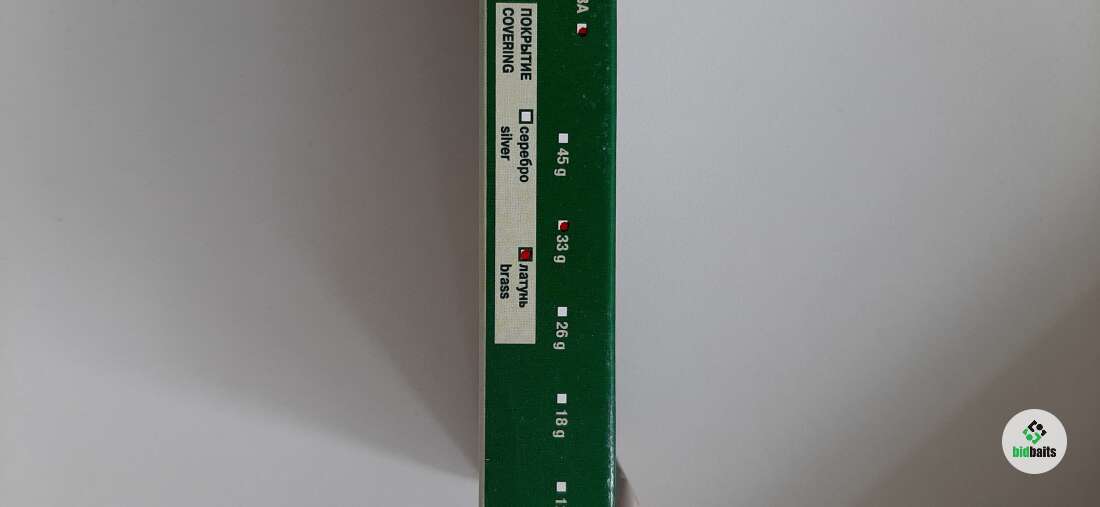 ПОКРЫТИЕ
COVERING
серебро
silver
латунь
brass
45 g
33 g
26 g
18 g
bidbaits